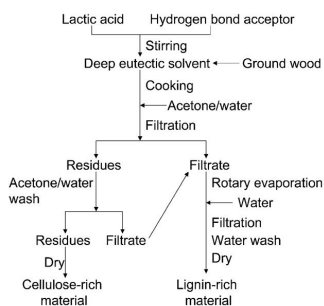 Lactic acid Hydrogen bond acceptor
Stirring
Deep eutectic solvent Ground wood
Cooking
Acetone/water
Filtration
Residues Filtrate
Acetone/water
wash
Rotary evaporation
Water
Filtration
Water wash
Dry
Residues Filtrate
Dry
Cellulose-rich
material
Lignin-rich
material